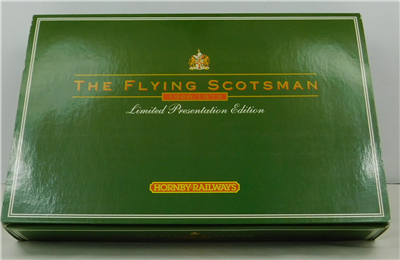 THE FLYING SCOTSMAN
Limited Presentation Edition
HORNBY·RAILWAYS